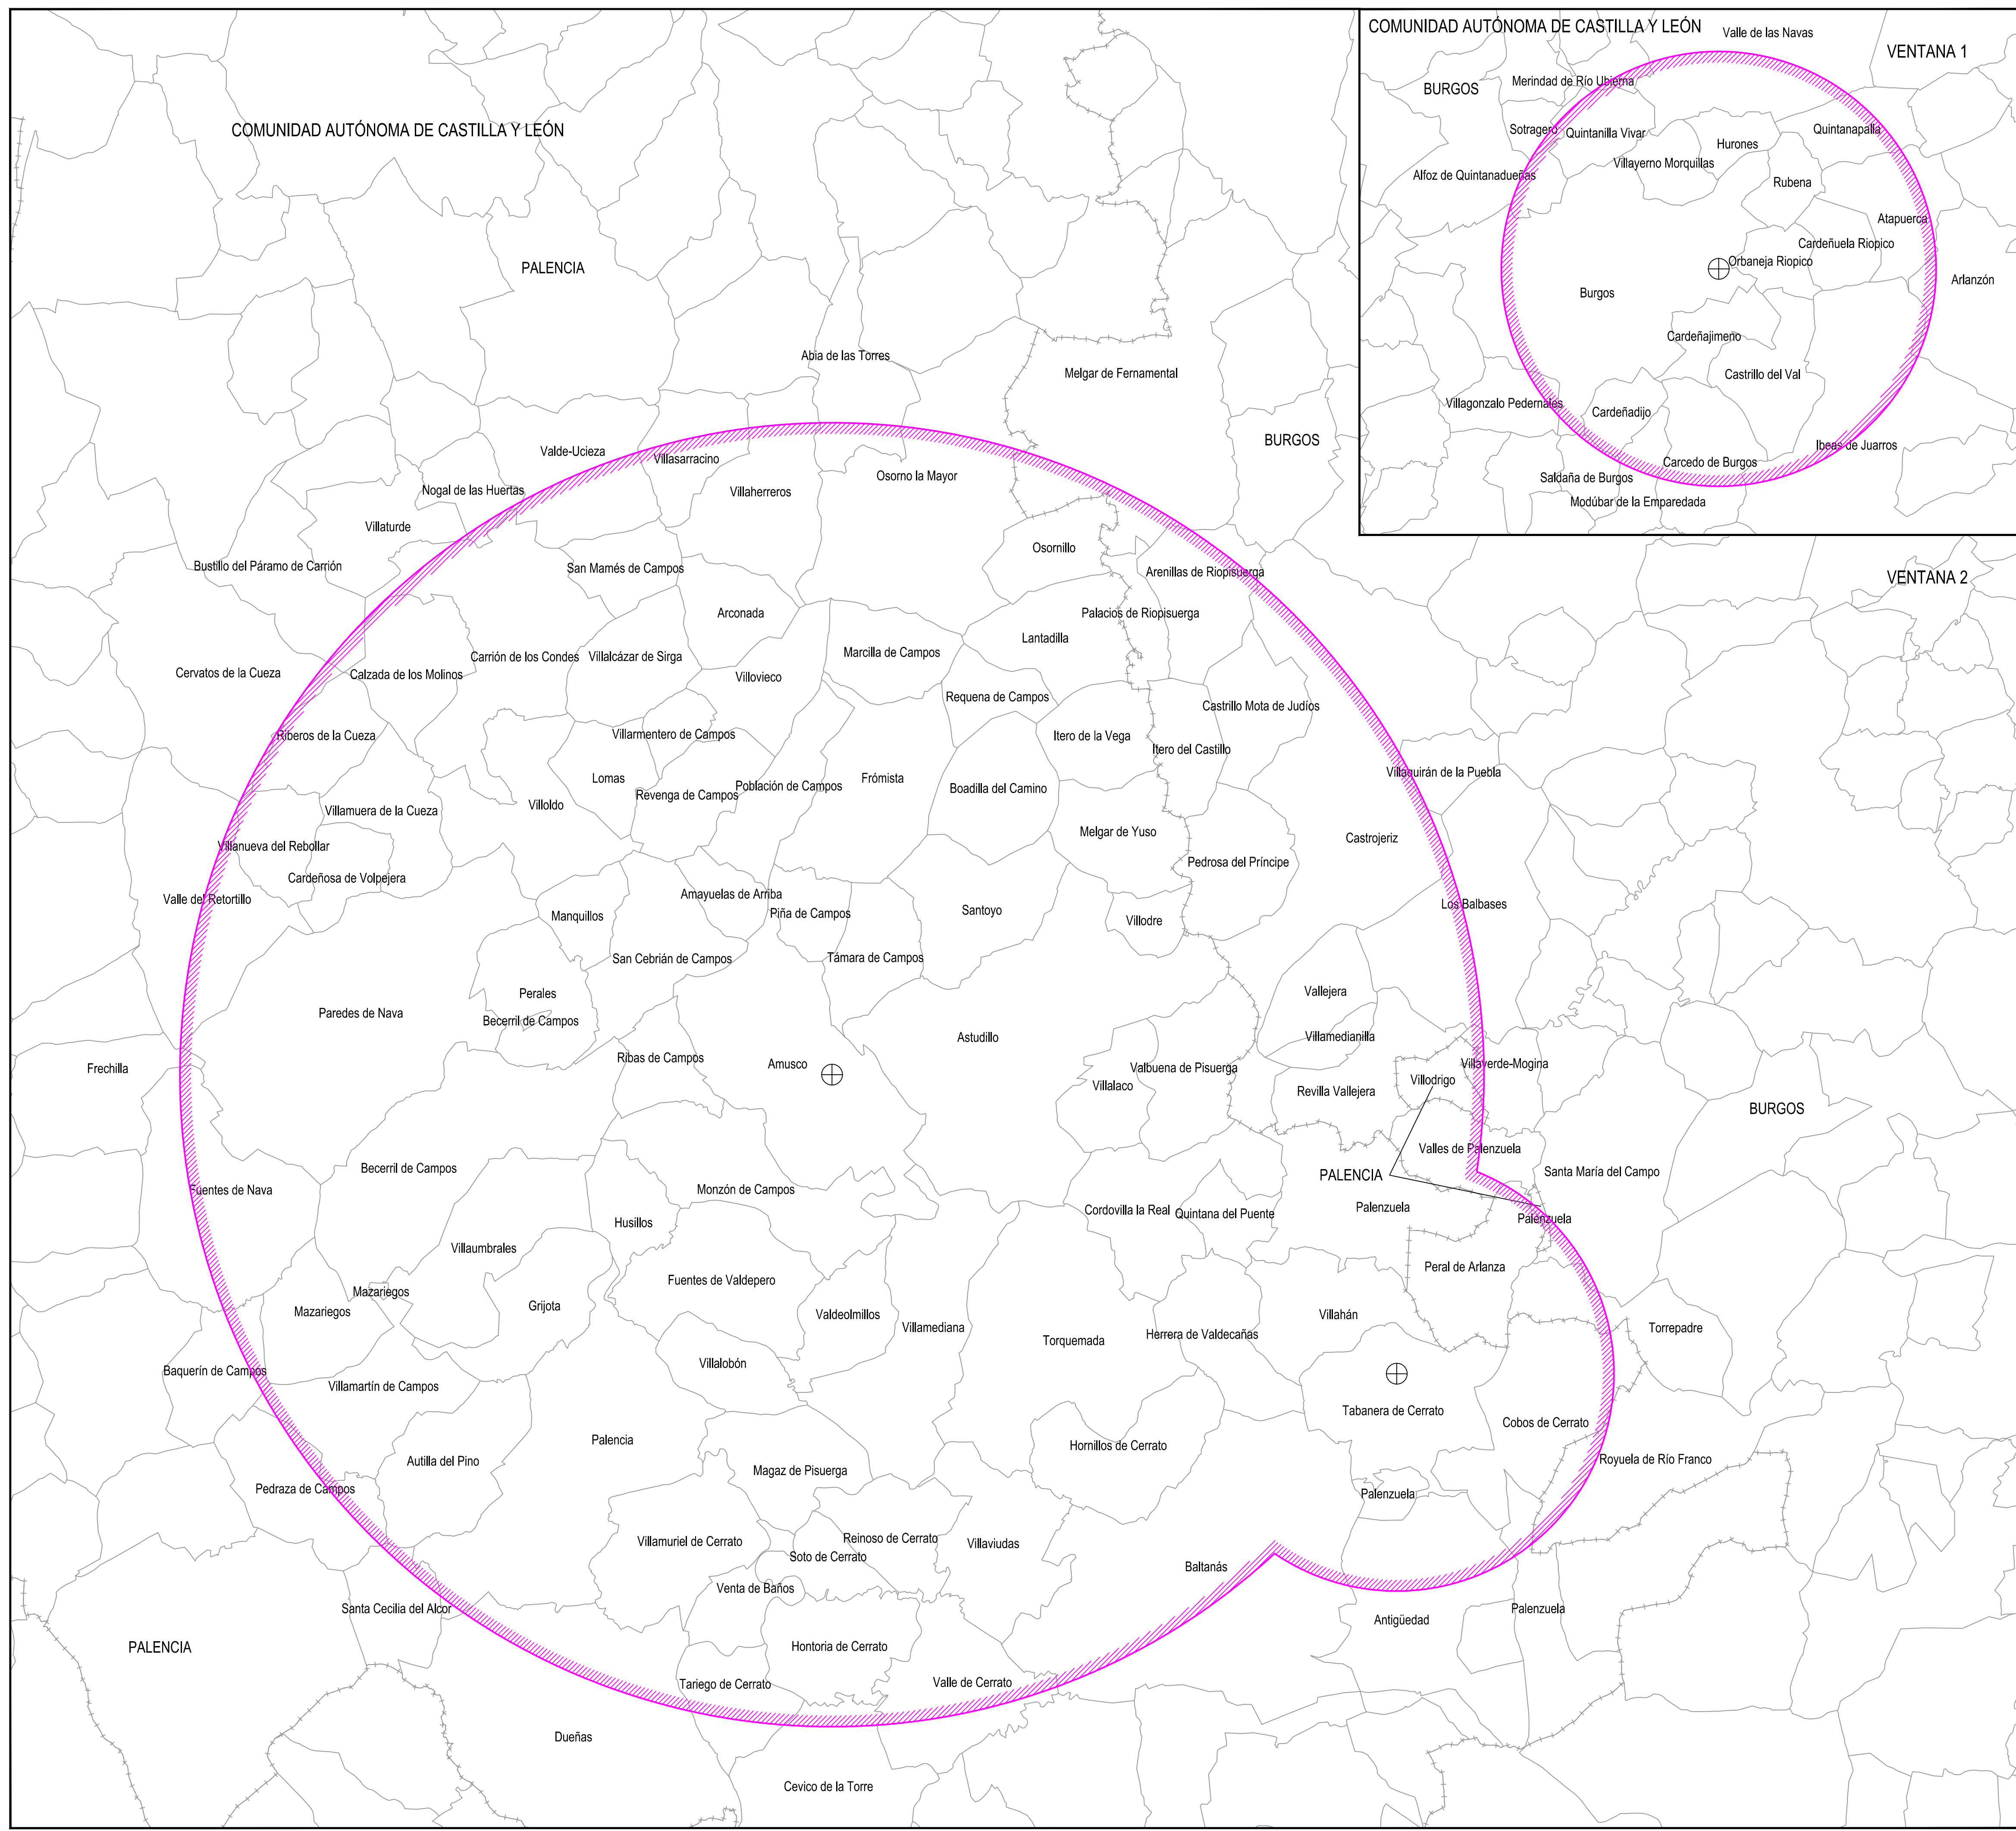 COMUNIDAD AUTÓNOMA DE CASTILLA Y LEÓN
Valle de las Navas
VENTANA 1
Merindad de Río Ubierna
BURGOS
Sotragero
Quintanilla Vivar
Quintanapalla
Hurones
Villayerno Morquillas
Alfoz de Quintanadueñas
Rubena
Atapuerca
Cardeñuela Riopico
Orbaneja Riopico
Arlanzón
Burgos
Cardeñajimeno
Castrillo del Val
Villagonzalo Pedernales
Cardeñadijo
Ibeas de Juarros
Carcedo de Burgos
Saldaña de Burgos
Modúbar de la Emparedada
COMUNIDAD AUTÓNOMA DE CASTILLA Y LEÓN
PALENCIA
Abia de las Torres
Melgar de Fernamental
BURGOS
Valde-Ucieza
Villasarracino
Osorno la Mayor
Nogal de las Huertas
Villaherreros
Villaturde
Osornillo
Bustillo del Páramo de Carrión
San Mamés de Campos
Arenillas de Riopisuerga
VENTANA 2
Arconada
Palacios de Riopisuerga
Lantadilla
Marcilla de Campos
Carrión de los Condes
Villalcázar de Sirga
Cervatos de la Cueza
Calzada de los Molinos
Villovieco
Requena de Campos
Castrillo Mota de Judíos
Riberos de la Cueza
Villarmentero de Campos
Itero de la Vega
Itero del Castillo
Villaquirán de la Puebla
Lomas
Frómista
Población de Campos
Boadilla del Camino
Revenga de Campos
Villoldo
Villamuera de la Cueza
Melgar de Yuso
Castrojeriz
Villanueva del Rebollar
Pedrosa del Príncipe
Cardeñosa de Volpejera
Amayuelas de Arriba
Valle del Retortillo
Los Balbases
Manquillos
Piña de Campos
Santoyo
Villodre
San Cebrián de Campos
Támara de Campos
Perales
Vallejera
Paredes de Nava
Becerril de Campos
Astudillo
Villamedianilla
Ribas de Campos
Amusco
Frechilla
Valbuena de Pisuerga
Villaverde-Mogina
Villalaco
Villodrigo
Revilla Vallejera
BURGOS
Valles de Palenzuela
Becerril de Campos
Santa María del Campo
PALENCIA
Fuentes de Nava
Monzón de Campos
Palenzuela
Cordovilla la Real
Quintana del Puente
Palenzuela
Husillos
Villaumbrales
Peral de Arlanza
Fuentes de Valdepero
Mazariegos
Mazariegos
Grijota
Valdeolmillos
Villahán
Villamediana
Torrepadre
Herrera de Valdecañas
Torquemada
Villalobón
Baquerín de Campos
Villamartín de Campos
Tabanera de Cerrato
Cobos de Cerrato
Palencia
Hornillos de Cerrato
Autilla del Pino
Royuela de Río Franco
Magaz de Pisuerga
Pedraza de Campos
Palenzuela
Villamuriel de Cerrato
Reinoso de Cerrato
Villaviudas
Soto de Cerrato
Baltanás
Venta de Baños
Santa Cecilia del Alcor
Palenzuela
Antigüedad
PALENCIA
Hontoria de Cerrato
Tariego de Cerrato
Valle de Cerrato
Dueñas
Cevico de la Torre